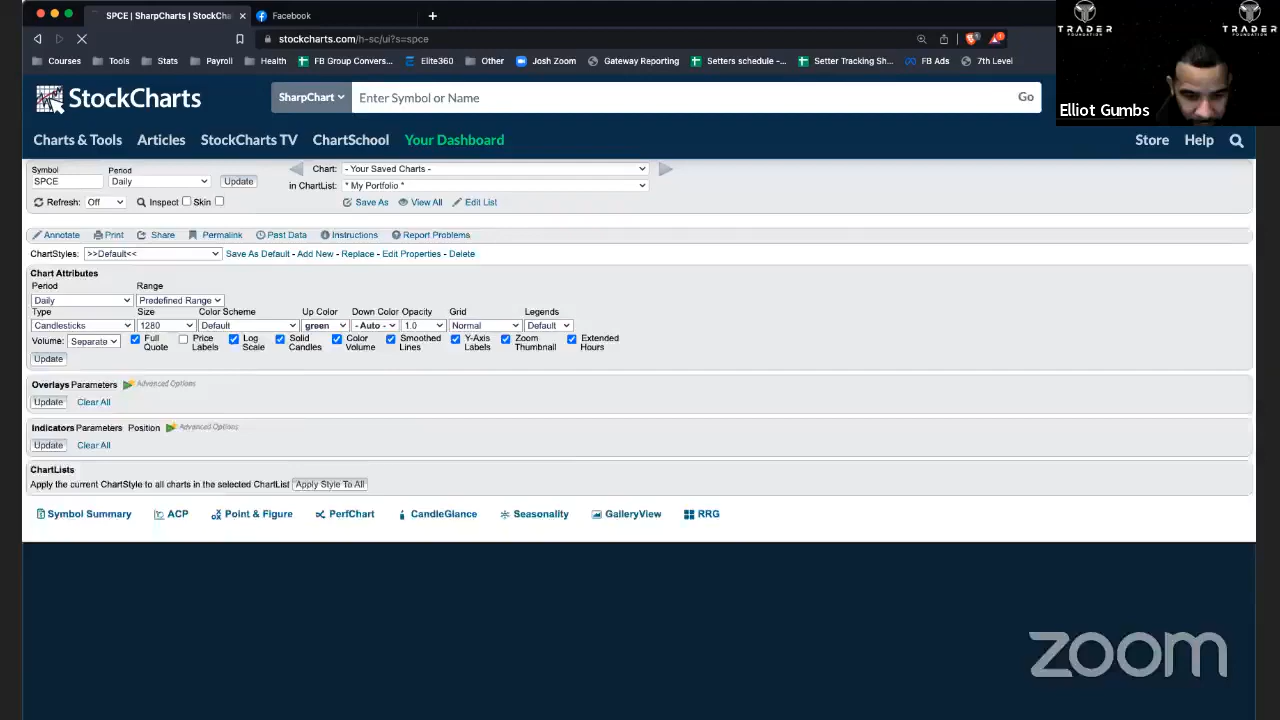 SPCE | SharpCharts | StockCha
Facebook
stockcharts.com/h-sc/ui?s=spce
Courses Tools Stats Payroll Health FB Group Convers... Elite360 Other Josh Zoom Gateway Reporting Setters schedule -... Setter Tracking Sh... FB Ads 7th Level
TRADER
FOUNDATION
TRADER
FOUNDATION
Elliot Gumbs
StockCharts
SharpChart
Enter Symbol or Name
Go
Charts & Tools Articles StockCharts TV ChartSchool Your Dashboard Store Help
Symbol Period Chart: - Your Saved Charts -
SPCE Daily Update in ChartList: * My Portfolio *
Refresh: Off Inspect Skin Save As View All Edit List
Annotate Print Share Permalink Past Data Instructions Report Problems
ChartStyles: >>Default<< Save As Default - Add New - Replace - Edit Properties - Delete
Chart Attributes
Period Range
Daily Predefined Range
Type Size Color Scheme Up Color Down Color Opacity Grid Legends
Candlesticks 1280 Default green - Auto - 1.0 Normal Default
Volume: Separate Full Quote Price Labels Log Scale Solid Candles Color Volume Smoothed Lines Y-Axis Labels Zoom Thumbnail Extended Hours
Update
Overlays Parameters Advanced Options
Update Clear All
Indicators Parameters Position Advanced Options
Update Clear All
ChartLists
Apply the current ChartStyle to all charts in the selected ChartList Apply Style To All
Symbol Summary ACP Point & Figure PerfChart CandleGlance Seasonality GalleryView RRG
zoom